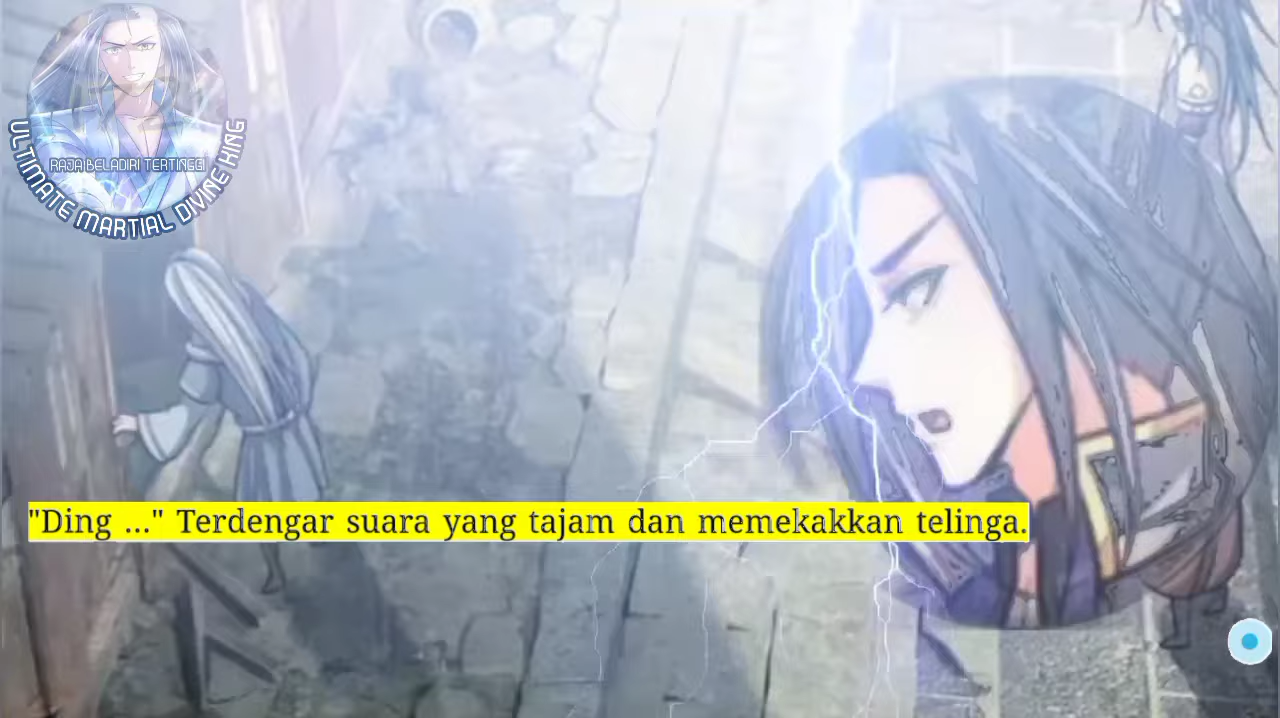 RAJA BELADIRI TERTINGGI
ULTIMATE MARTIAL DIVINE KING
"Ding ..." Terdengar suara yang tajam dan memekakkan telinga.